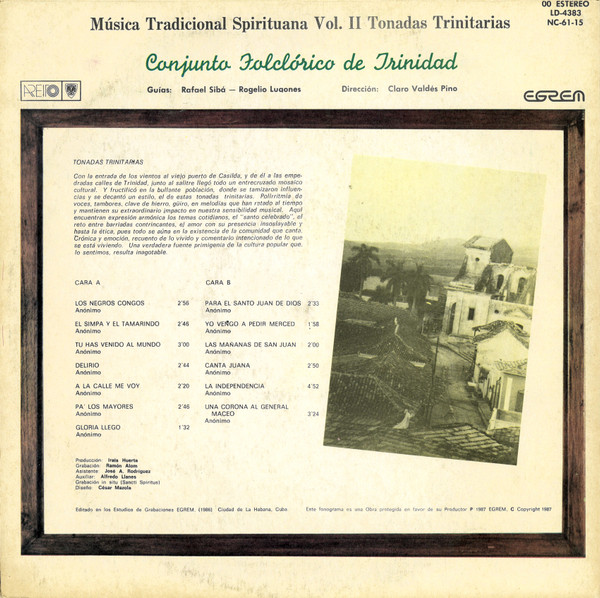 00 ESTEREO
LD-4383
NC-61-15
Música Tradicional Spirituana Vol. II Tonadas Trinitarias
Conjunto Folclórico de Trinidad
Guías: Rafael Sibá — Rogelio Lugones Dirección: Claro Valdés Pino
AREITO
EGREM
TONADAS TRINITARIAS
Con la entrada de los vientos al viejo puerto de Casilda, y de él a las empe-
dradas calles de Trinidad, junto al salitre llegó todo un entrecruzado mosaico
cultural. Y fructificó en la bullante población, donde se tamizaron influen-
cias y se decantó un estilo, el de estas tonadas trinitarias. Polirritmia de
voces, tambores, clave de hierro, güiro, en melodías que han rotado al tiempo
y mantienen su extraordinario impacto en nuestra sensibilidad musical. Aquí
encuentran expresión armónica los temas cotidianos, el "santo celebrado", el
reto entre barriadas contrincantes, el amor con su presencia insoslayable y
hasta la ética, pues todo se aúna en la existencia de la comunidad que canta.
Crónica y emoción, recuento de lo vivido y comentario intencionado de lo que
se está viviendo. Una verdadera fuente primigenia de la cultura popular que,
lo sentimos, resulta inagotable.
CARA A
LOS NEGROS CONGOS 2'56
Anónimo
EL SIMPA Y EL TAMARINDO 2'46
Anónimo
TU HAS VENIDO AL MUNDO 3'00
Anónimo
DELIRIO 2'44
Anónimo
A LA CALLE ME VOY 2'20
Anónimo
PA' LOS MAYORES 2'46
Anónimo
GLORIA LLEGO 1'32
Anónimo
CARA B
PARA EL SANTO JUAN DE DIOS 2'33
Anónimo
YO VENGO A PEDIR MERCED 1'58
Anónimo
LAS MAÑANAS DE SAN JUAN 2'00
Anónimo
CANTA JUANA 2'50
Anónimo
LA INDEPENDENCIA 4'52
Anónimo
UNA CORONA AL GENERAL
MACEO 3'24
Anónimo
Producción: Irela Huerta
Grabación: Ramón Alom
Asistente: José A. Rodríguez
Auxiliar: Alfredo Llanes
Grabación in situ (Sancti Spíritus)
Diseño: César Mazola
Editado en los Estudios de Grabaciones EGREM, (1986) Ciudad de La Habana, Cuba. Este fonograma es una Obra protegida en favor de su Productor P 1987 EGREM, © Copyright 1987